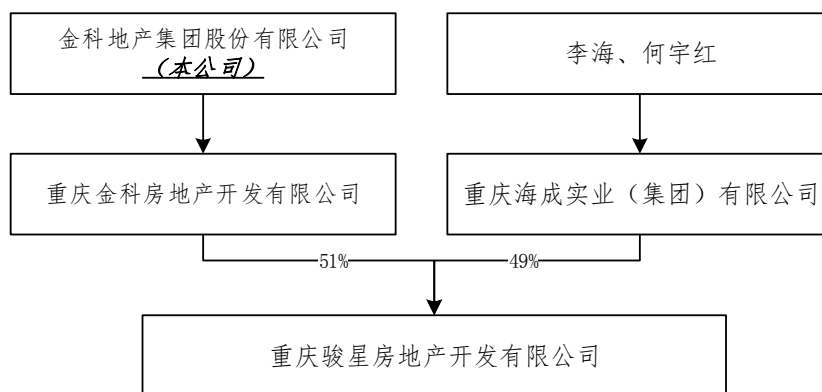 金科地产集团股份有限公司
（本公司）
李海、何宇红
重庆金科房地产开发有限公司
重庆海成实业（集团）有限公司
51%
49%
重庆骏星房地产开发有限公司